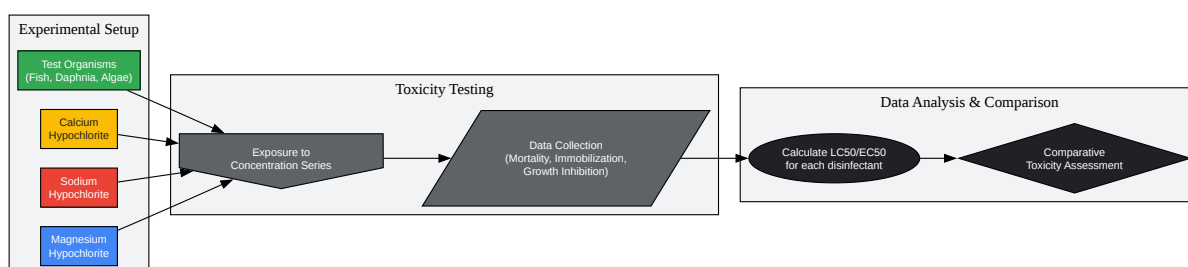 Experimental Setup
Test Organisms
(Fish, Daphnia, Algae)
Calcium
Hypochlorite
Sodium
Hypochlorite
Magnesium
Hypochlorite
Toxicity Testing
Exposure to
Concentration Series
Data Collection
(Mortality, Immobilization,
Growth Inhibition)
Data Analysis & Comparison
Calculate LC50/EC50
for each disinfectant
Comparative
Toxicity Assessment